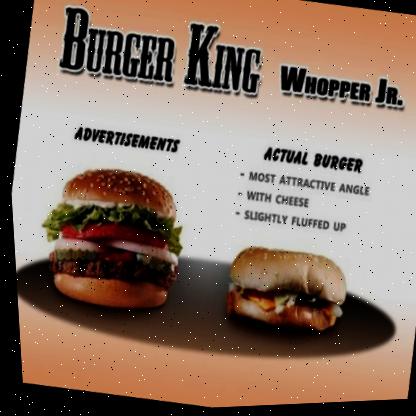 BURGER KING WHOPPER JR.
ADVERTISEMENTS
ACTUAL BURGER
- MOST ATTRACTIVE ANGLE
- WITH CHEESE
- SLIGHTLY FLUFFED UP